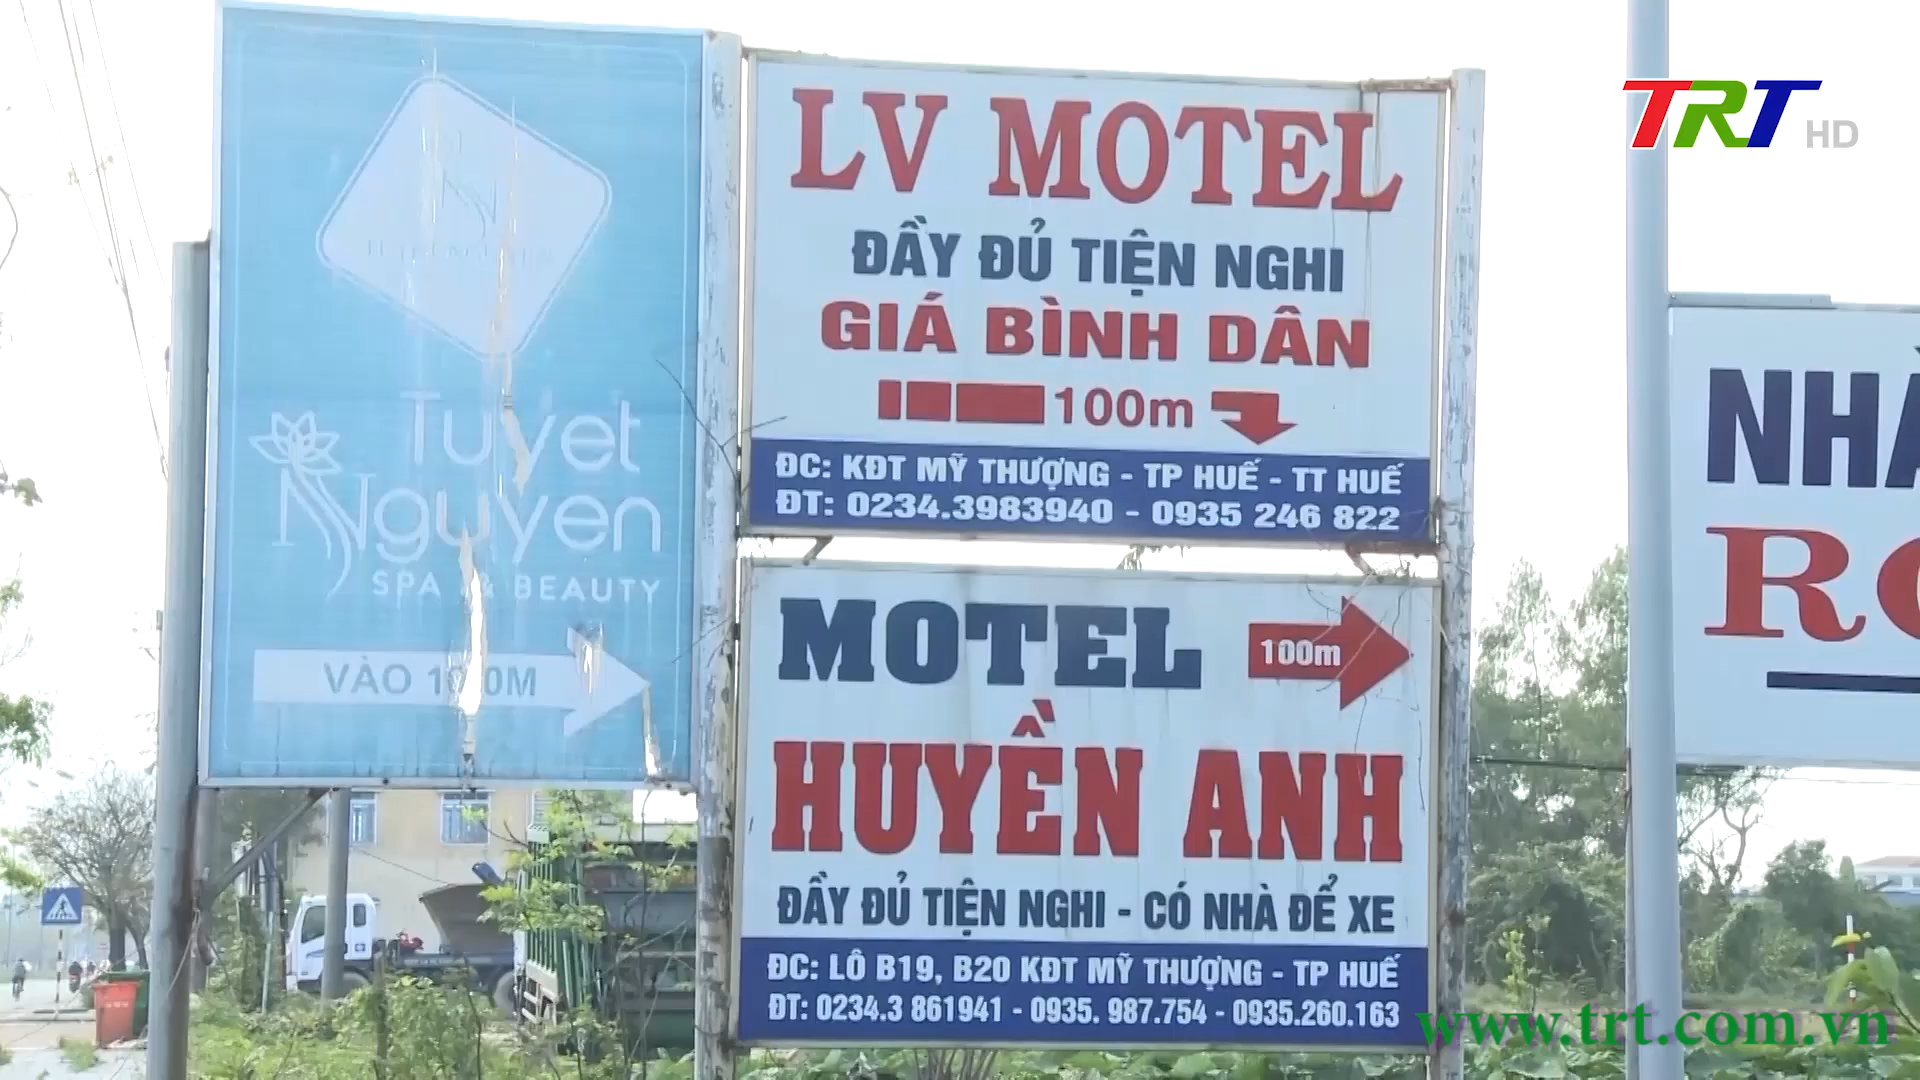 TRT HD
Tuyet
Nguyen
SPA & BEAUTY
VÀO
LV MOTEL
ĐẦY ĐỦ TIỆN NGHI
GIÁ BÌNH DÂN
100m
ĐC: KĐT MỸ THƯỢNG - TP HUẾ - TT HUẾ
ĐT: 0234.3983940 - 0935 246 822
MOTEL
100m
HUYỀN ANH
ĐẦY ĐỦ TIỆN NGHI - CÓ NHÀ ĐỂ XE
ĐC: LÔ B19, B20 KĐT MỸ THƯỢNG - TP HUẾ
ĐT: 0234.3 861941 - 0935. 987.754 - 0935.260.163
NHÀ
www.trt.com.vn